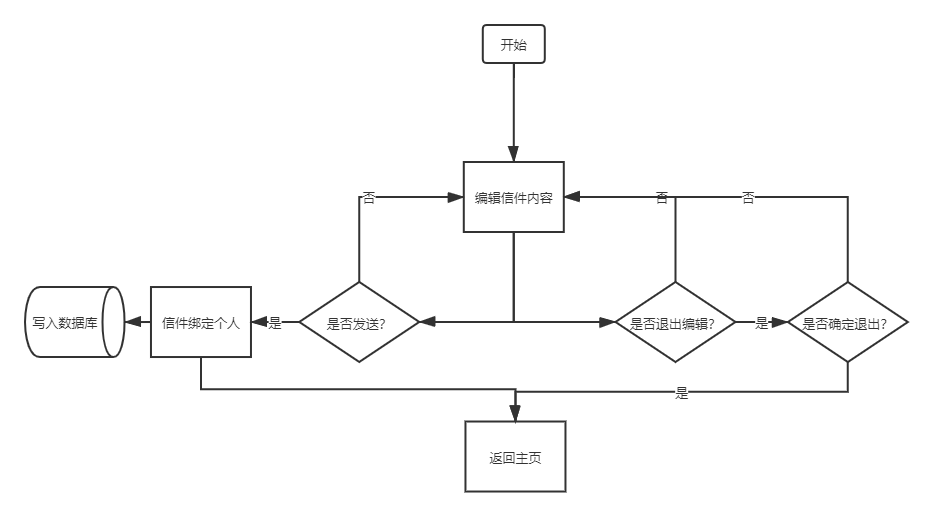 开始
编辑信件内容
否
否
否
写入数据库
信件绑定个人
是
是否发送？
是否退出编辑？
是
是否确定退出？
是
返回主页